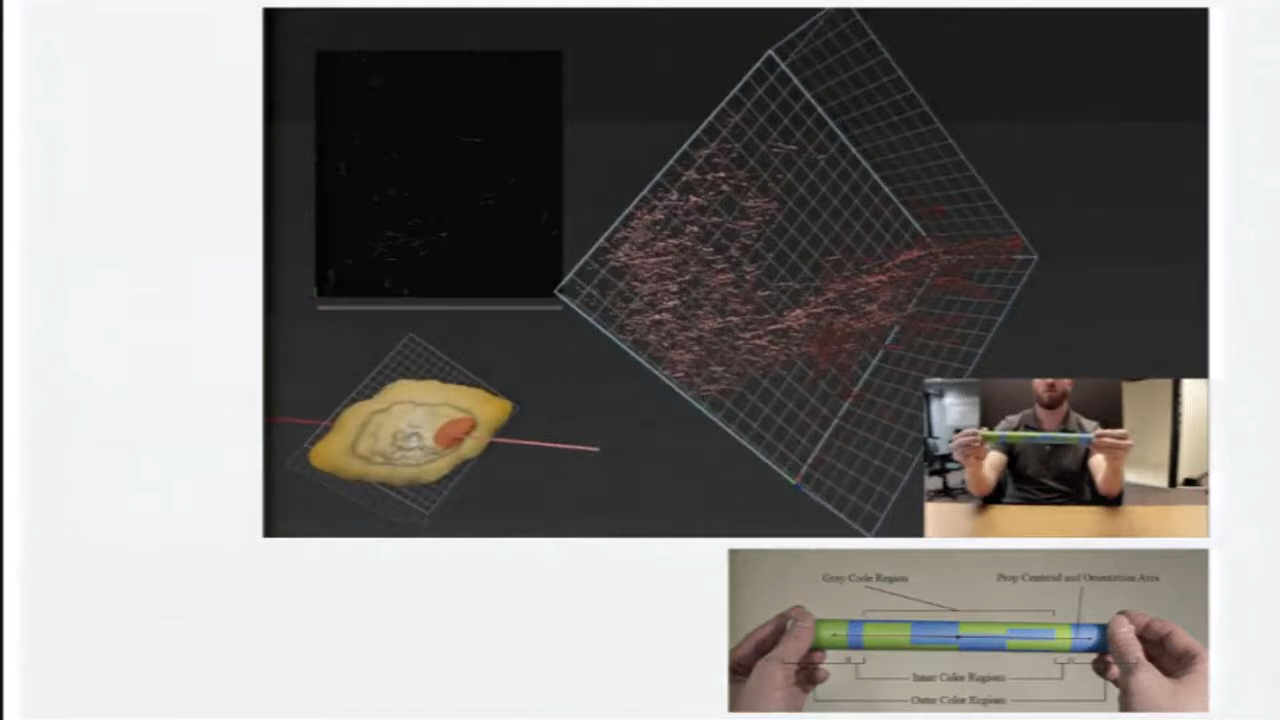 Gray Code Region
Prop Centroid and Orientation Axis
Inner Color Regions
Outer Color Regions